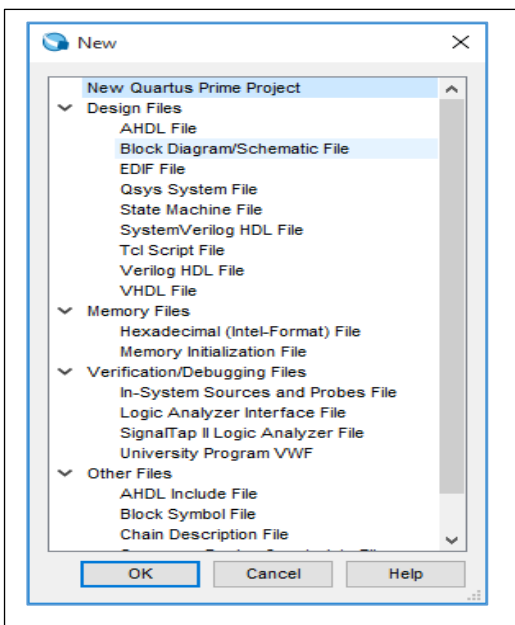 New
New Quartus Prime Project
Design Files
AHDL File
Block Diagram/Schematic File
EDIF File
Qsys System File
State Machine File
SystemVerilog HDL File
Tcl Script File
Verilog HDL File
VHDL File
Memory Files
Hexadecimal (Intel-Format) File
Memory Initialization File
Verification/Debugging Files
In-System Sources and Probes File
Logic Analyzer Interface File
SignalTap II Logic Analyzer File
University Program VWF
Other Files
AHDL Include File
Block Symbol File
Chain Description File
OK Cancel Help